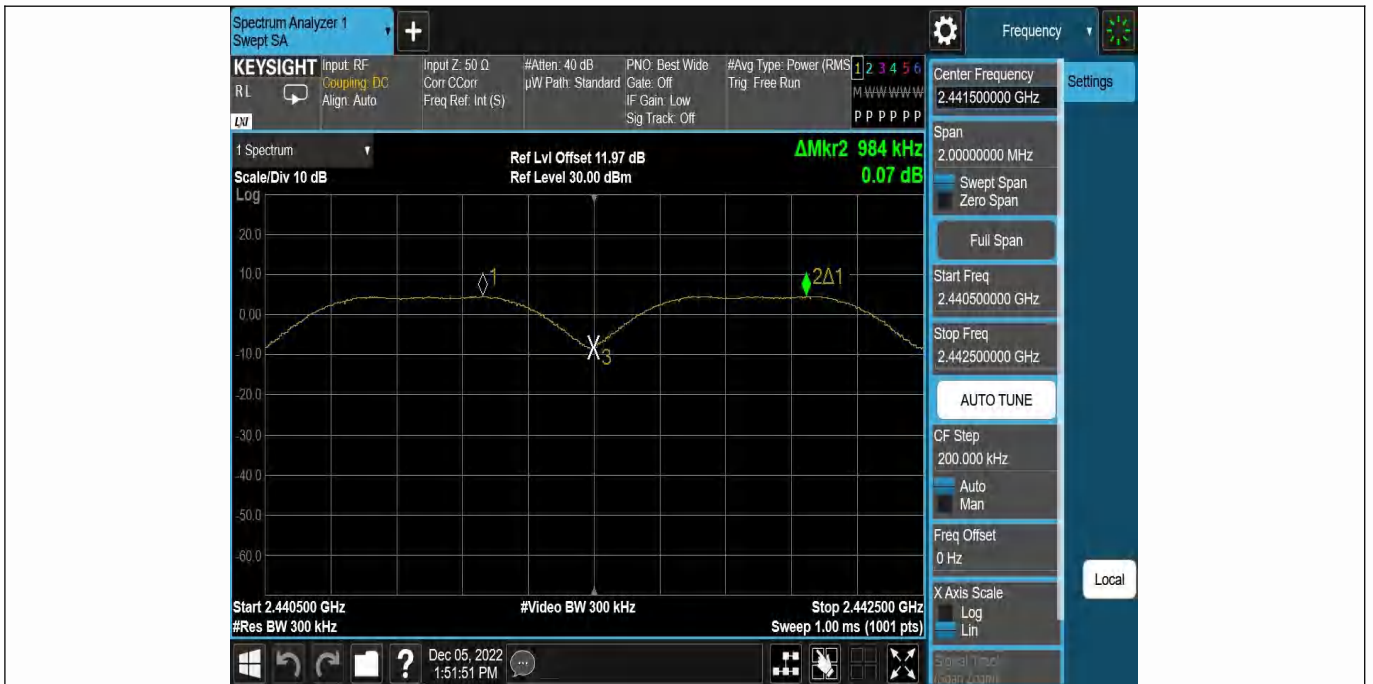 Spectrum Analyzer 1
Swept SA
+
Frequency
KEYSIGHT
RL
LXI
Input: RF
Coupling: DC
Align: Auto
Input Z: 50 Ω
Corr CCorr
Freq Ref: Int (S)
#Atten: 40 dB
µW Path: Standard
PNO: Best Wide
Gate: Off
IF Gain: Low
Sig Track: Off
#Avg Type: Power (RMS
Trig: Free Run
1 2 3 4 5 6
M W W W W W
P P P P P P
1 Spectrum
Scale/Div 10 dB
Log
Ref Lvl Offset 11.97 dB
Ref Level 30.00 dBm
ΔMkr2 984 kHz
0.07 dB
20.0
10.0
0.00
-10.0
-20.0
-30.0
-40.0
-50.0
-60.0
1
2Δ1
X3
Start 2.440500 GHz
#Res BW 300 kHz
#Video BW 300 kHz
Stop 2.442500 GHz
Sweep 1.00 ms (1001 pts)
Center Frequency
2.441500000 GHz
Settings
Span
2.00000000 MHz
Swept Span
Zero Span
Full Span
Start Freq
2.440500000 GHz
Stop Freq
2.442500000 GHz
AUTO TUNE
CF Step
200.000 kHz
Auto
Man
Freq Offset
0 Hz
X Axis Scale
Log
Lin
Signal Track
(Span Zoom)
Local
?
Dec 05, 2022
1:51:51 PM